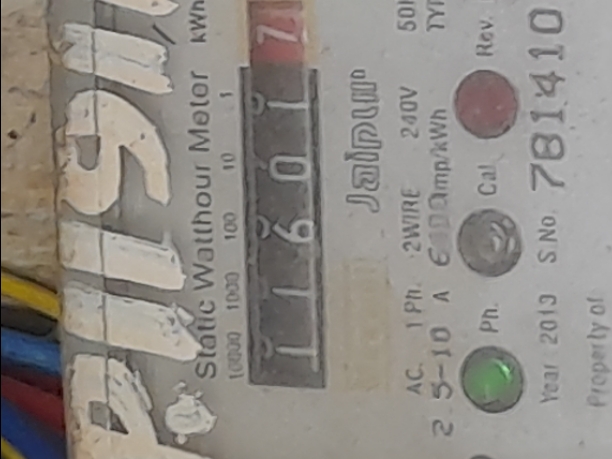 Static Watthour Meter kWh
10000 1000 100 10 1
1 1 6 0 1
Jaipur
AC. 1 Ph. 2WIRE 240V
2.5-10 A
Ph. Cal. Rev.
Year 2013 S.No. 781410
Property of